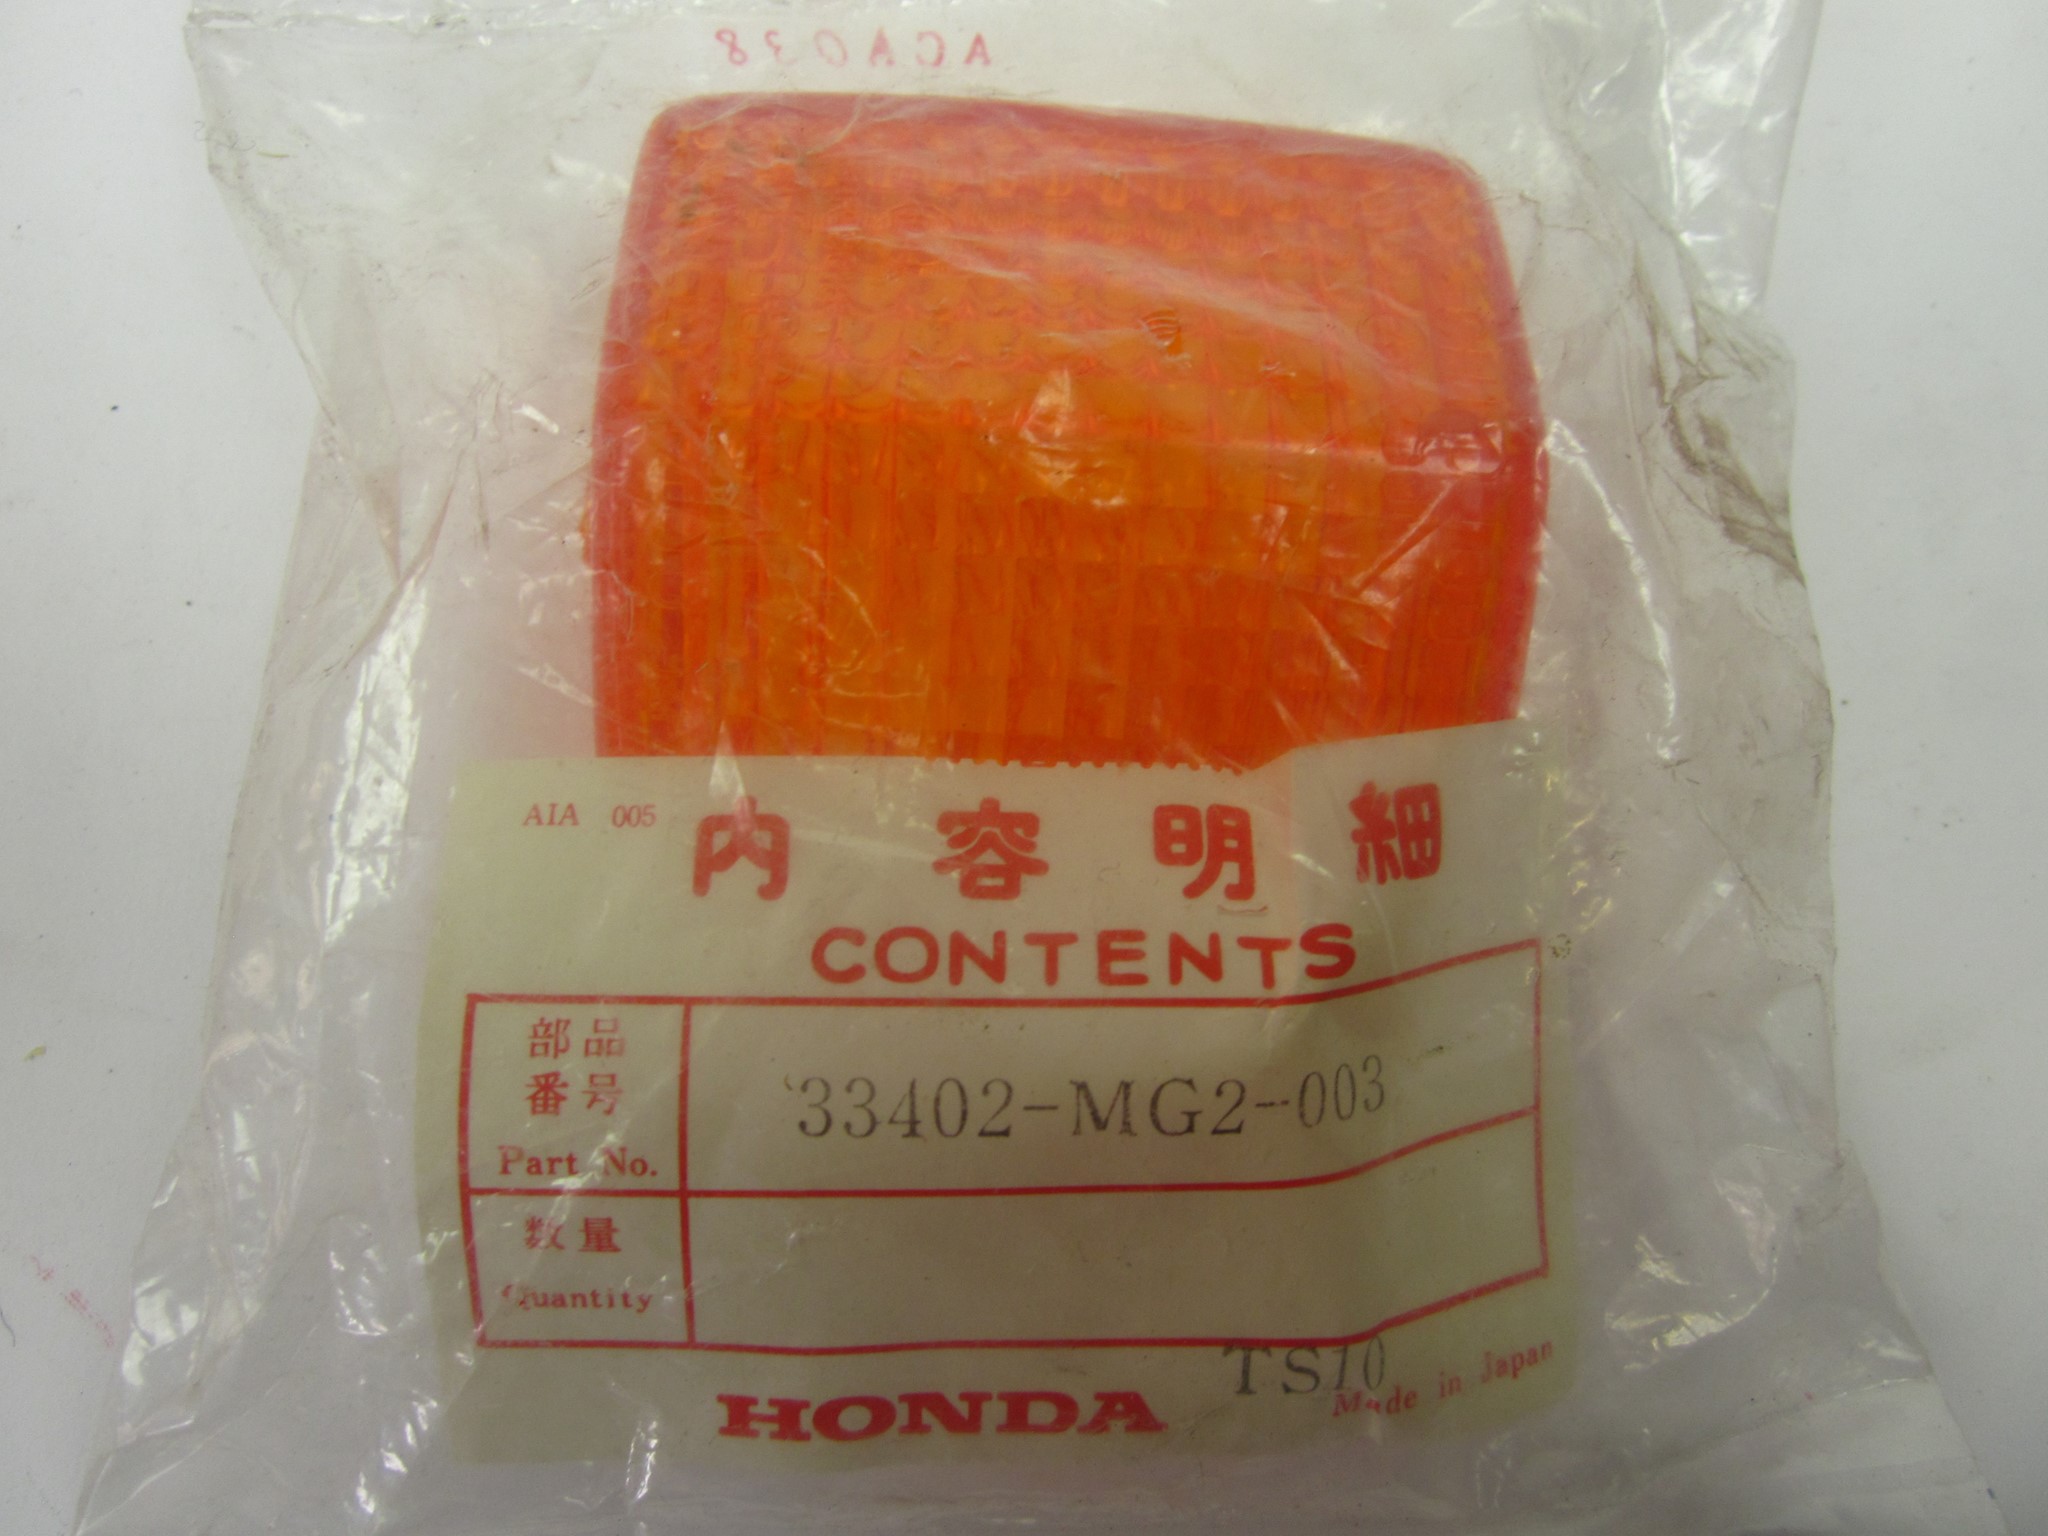 ACA038
AIA 005
内容明細
CONTENTS
部品
番号
Part No.
33402-MG2-003
数量
Quantity
TS10
HONDA
Made in Japan